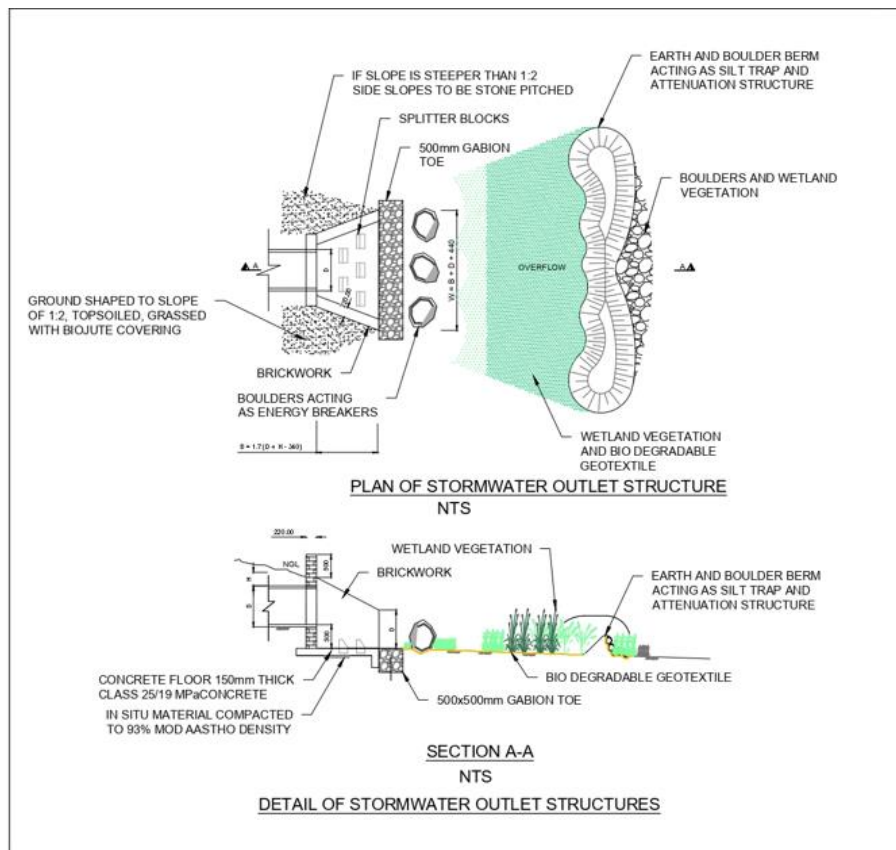 EARTH AND BOULDER BERM
ACTING AS SILT TRAP AND
ATTENUATION STRUCTURE
IF SLOPE IS STEEPER THAN 1:2
SIDE SLOPES TO BE STONE PITCHED
SPLITTER BLOCKS
500mm GABION
TOE
BOULDERS AND WETLAND
VEGETATION
A
D
W = B + D + 440
OVERFLOW
A
GROUND SHAPED TO SLOPE
OF 1:2, TOPSOILED, GRASSED
WITH BIOJUTE COVERING
BRICKWORK
BOULDERS ACTING
AS ENERGY BREAKERS
WETLAND VEGETATION
AND BIO DEGRADABLE
GEOTEXTILE
PLAN OF STORMWATER OUTLET STRUCTURE
NTS
220.00
WETLAND VEGETATION
NGL
BRICKWORK
EARTH AND BOULDER BERM
ACTING AS SILT TRAP AND
ATTENUATION STRUCTURE
H
D
D
CONCRETE FLOOR 150mm THICK
CLASS 25/19 MPaCONCRETE
BIO DEGRADABLE GEOTEXTILE
500x500mm GABION TOE
IN SITU MATERIAL COMPACTED
TO 93% MOD AASTHO DENSITY
SECTION A-A
NTS
DETAIL OF STORMWATER OUTLET STRUCTURES